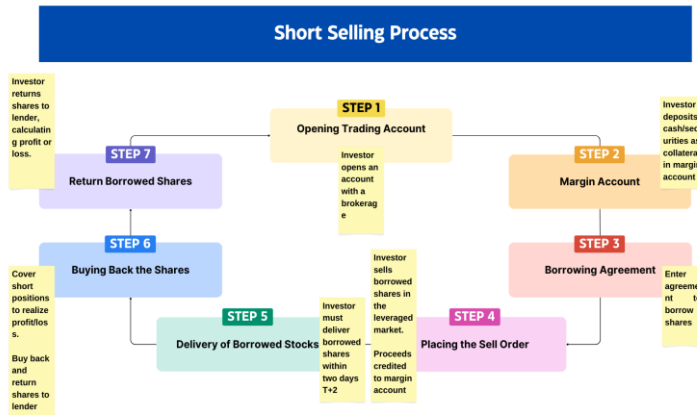 Short Selling Process
STEP 1
Opening Trading Account
Investor
opens an
account
with a
brokerag
e
STEP 2
Margin Account
Investor
deposits
cash/sec
urities as
collatera
in margin
account
STEP 3
Borrowing Agreement
Enter
agreeme
nt to
borrow
shares
STEP 4
Placing the Sell Order
Investor
sells
borrowed
shares in
the
leveraged
market.
Proceeds
credited to
margin
account
STEP 5
Delivery of Borrowed Stocks
Investor
must
deliver
borrowed
shares
within
two days
T+2
STEP 6
Buying Back the Shares
Cover
short
positions
to realize
profit/los
s.
Buy back
and
return
shares to
lender
STEP 7
Return Borrowed Shares
Investor
returns
shares to
lender,
calculatin
g profit or
loss.